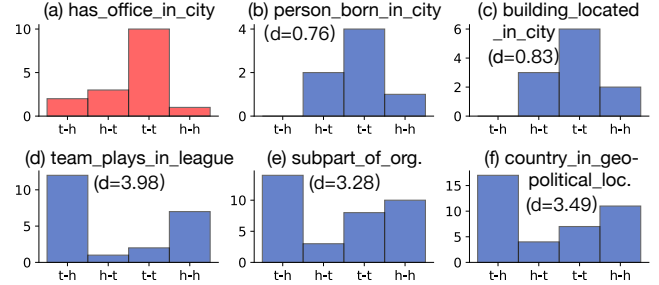 (a) has_office_in_city
10
5
0
t-h h-t t-t h-h
(b) person_born_in_city
(d=0.76)
4
2
0
t-h h-t t-t h-h
(c) building_located
_in_city
(d=0.83)
6
4
2
0
t-h h-t t-t h-h
(d) team_plays_in_league
(d=3.98)
10
5
0
t-h h-t t-t h-h
(e) subpart_of_org.
(d=3.28)
10
5
0
t-h h-t t-t h-h
(f) country_in_geo-
political_loc.
(d=3.49)
15
10
5
0
t-h h-t t-t h-h